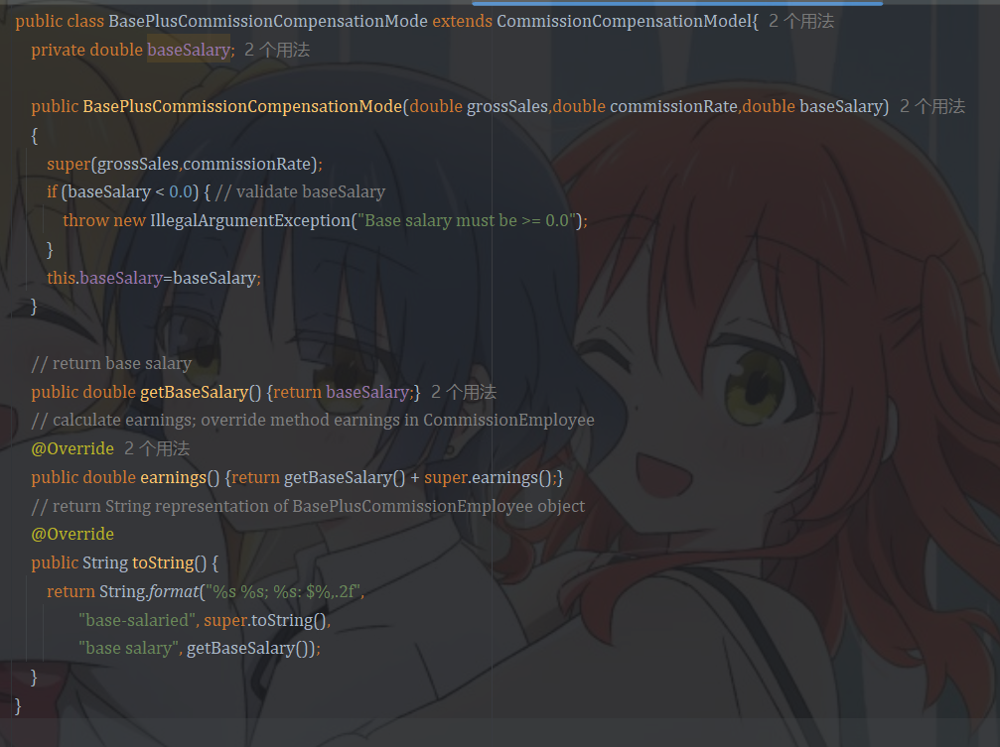 public class BasePlusCommissionCompensationMode extends CommissionCompensationModel{ 2 个用法
private double baseSalary; 2 个用法
public BasePlusCommissionCompensationMode(double grossSales,double commissionRate,double baseSalary) 2 个用法
{
super(grossSales,commissionRate);
if (baseSalary < 0.0) { // validate baseSalary
throw new IllegalArgumentException("Base salary must be >= 0.0");
}
this.baseSalary=baseSalary;
}
// return base salary
public double getBaseSalary() {return baseSalary;} 2 个用法
// calculate earnings; override method earnings in CommissionEmployee
@Override 2 个用法
public double earnings() {return getBaseSalary() + super.earnings();}
// return String representation of BasePlusCommissionEmployee object
@Override
public String toString() {
return String.format("%s %s; %s: $%,.2f",
"base-salaried", super.toString(),
"base salary", getBaseSalary());
}
}